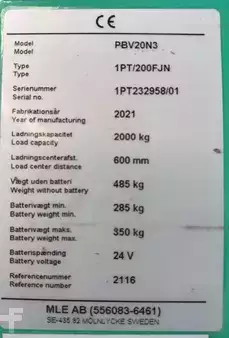 CE
Model PBV20N3
Model
Type 1PT/200FJN
Type
Serienummer 1PT232958/01
Serial no.
Fabrikationsår 2021
Year of manufacturing
Ladningskapacitet 2000 kg
Load capacity
Ladningscenterafst. 600 mm
Load center distance
Vægt uden batteri 485 kg
Weight without battery
Batterivægt min. 285 kg
Battery weight min.
Batterivægt maks. 350 kg
Battery weight max.
Batterispænding 24 V
Battery voltage
Referencenummer 2116
Reference number
MLE AB (556083-6461)
SE-435 82 MÖLNLYCKE SWEDEN
F